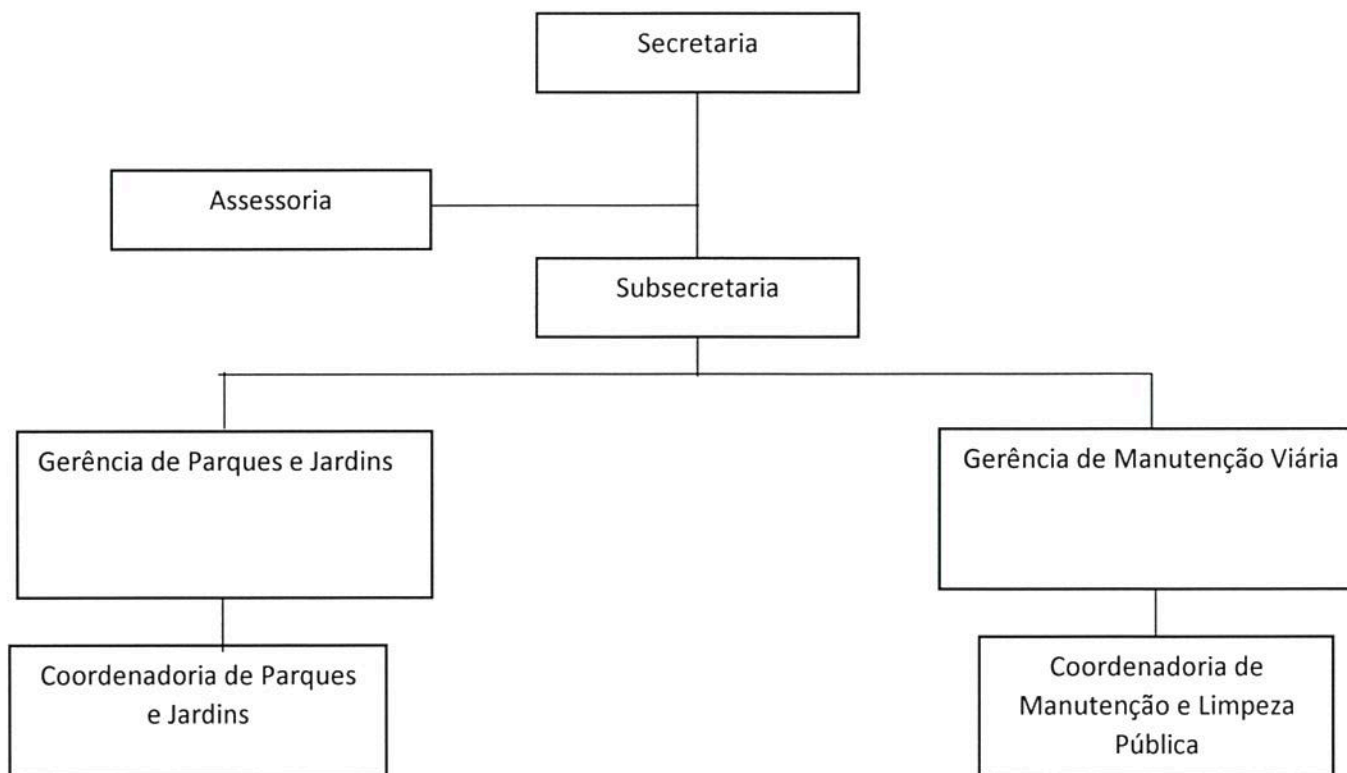 Secretaria
Assessoria
Subsecretaria
Gerência de Parques e Jardins
Gerência de Manutenção Viária
Coordenadoria de Parques
e Jardins
Coordenadoria de
Manutenção e Limpeza
Pública